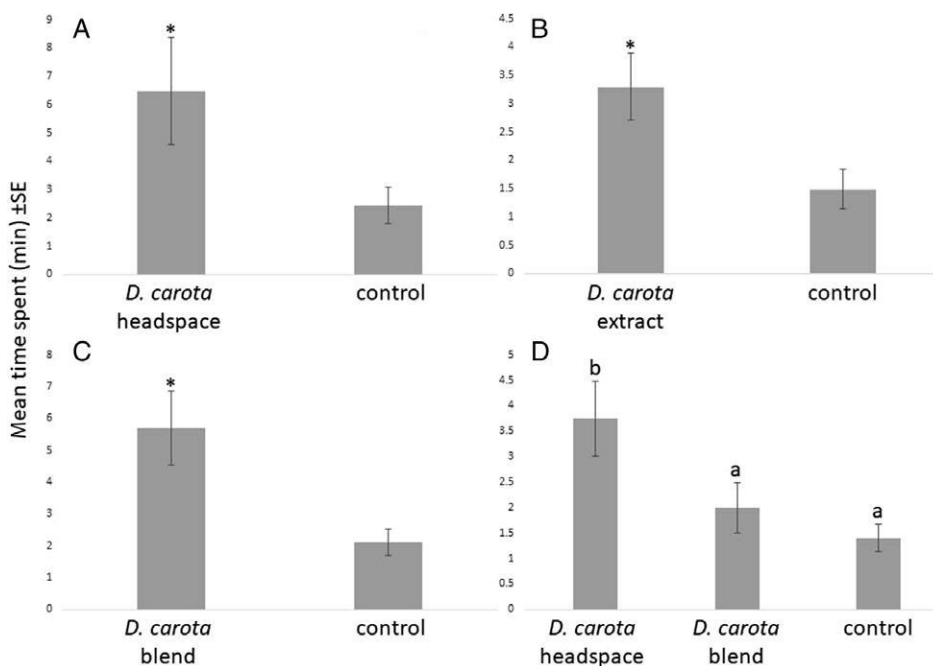 Mean time spent (min) ±SE
A
9
8
7
6
5
4
3
2
1
0
*
D. carota
headspace
control
B
4.5
4
3.5
3
2.5
2
1.5
1
0.5
0
*
D. carota
extract
control
C
8
7
6
5
4
3
2
1
0
*
D. carota
blend
control
D
5
4.5
4
3.5
3
2.5
2
1.5
1
0.5
0
b
a
a
D. carota
headspace
D. carota
blend
control